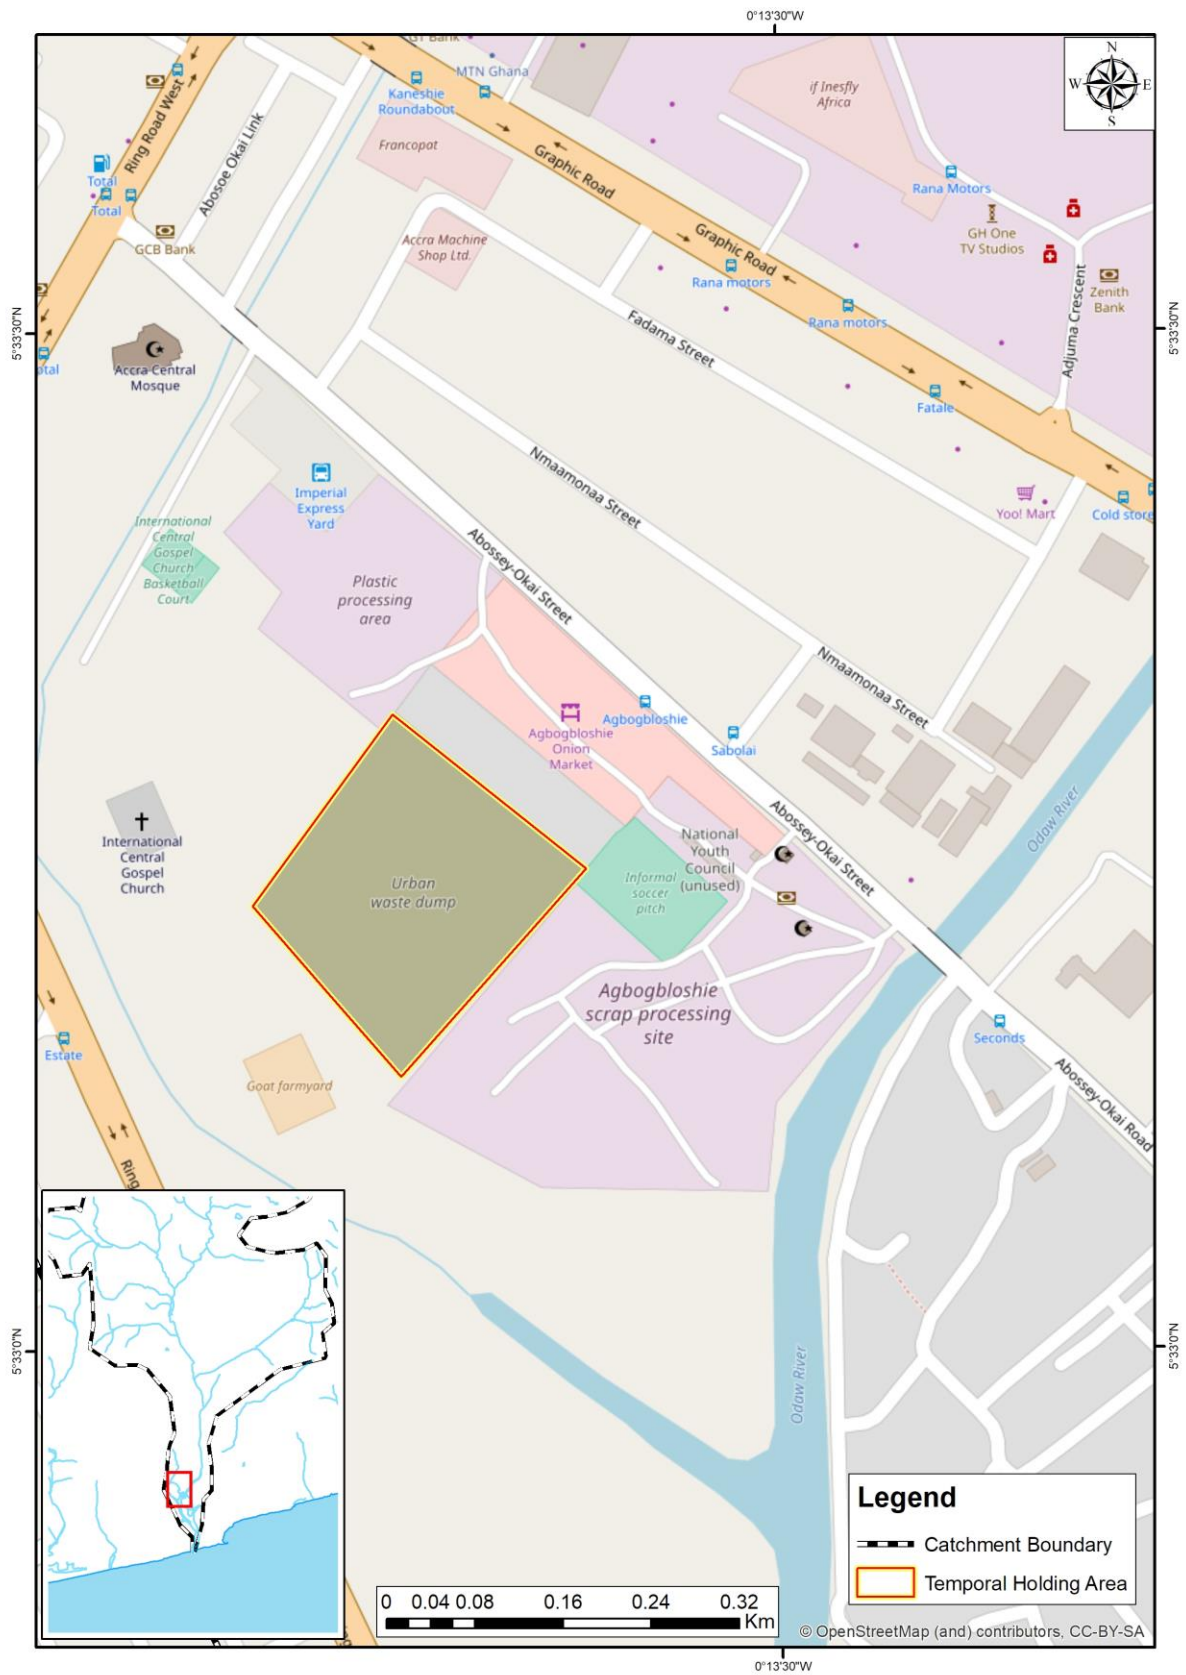 0°13'30"W
GT Bank
MTN Ghana
Kaneshie
Roundabout
Ring Road West
Abosoe Okai Link
Total
Total
GCB Bank
Francopat
Graphic Road
if Inesfly
Africa
N
W
E
S
Rana Motors
GH One
TV Studios
Accra Machine
Shop Ltd.
Graphic Road
Rana motors
Rana motors
Zenith
Bank
Adjuma Crescent
5°33'30"N
5°33'30"N
otal
Accra Central
Mosque
Fadama Street
Fatale
Imperial
Express
Yard
Nmaamonaa Street
Yoo! Mart
Cold store
International
Central
Gospel
Church
Basketball
Court
Plastic
processing
area
Abossey-Okai Street
Nmaamonaa Street
Agbogbloshie
Agbogbloshie
Onion
Market
Sabolai
Odaw River
International
Central
Gospel
Church
National
Youth
Council
(unused)
Abossey-Okai Street
Urban
waste dump
Informal
soccer
pitch
Agbogbloshie
scrap processing
site
Seconds
Estate
Goat farmyard
Abossey-Okai Road
Ring
5°33'0"N
5°33'0"N
Odaw River
Legend
Catchment Boundary
Temporal Holding Area
0 0.04 0.08 0.16 0.24 0.32
Km
© OpenStreetMap (and) contributors, CC-BY-SA
0°13'30"W